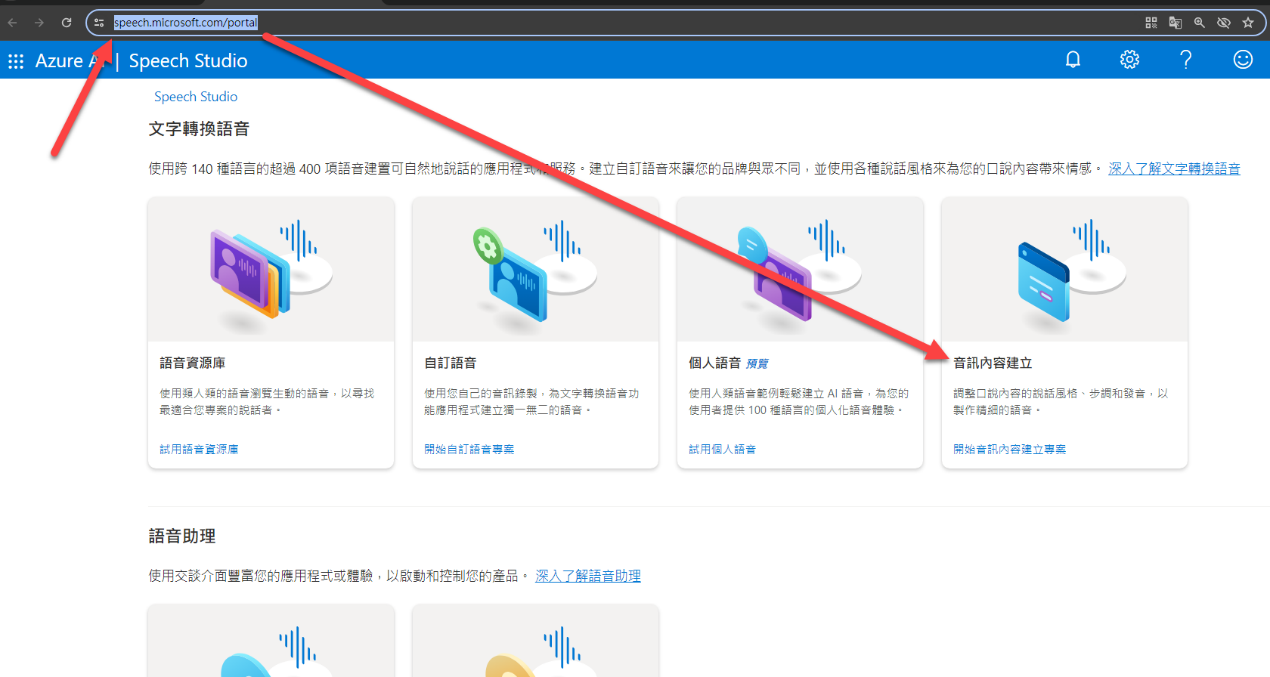 speech.microsoft.com/portal
Azure AI | Speech Studio
Speech Studio
文字轉換語音
使用跨 140 種語言的超過 400 項語音建置可自然地說話的應用程式和服務。建立自訂語音來讓您的品牌與眾不同，並使用各種說話風格來為您的口說內容帶來情感。 深入了解文字轉換語音
語音資源庫
使用類人類的語音瀏覽生動的語音，以尋找
最適合您專案的說話者。
試用語音資源庫
自訂語音
使用您自己的音訊錄製，為文字轉換語音功
能應用程式建立獨一無二的語音。
開始自訂語音專案
個人語音 預覽
使用人類語音範例輕鬆建立 AI 語音，為您的
使用者提供 100 種語言的個人化語音體驗。
試用個人語音
音訊內容建立
調整口說內容的說話風格、步調和發音，以
製作精細的語音。
開始音訊內容建立專案
語音助理
使用交談介面豐富您的應用程式或體驗，以啟動和控制您的產品。 深入了解語音助理